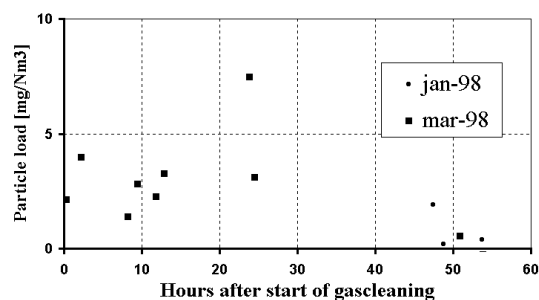 10
5
0
Particle load [mg/Nm3]
jan-98
mar-98
0 10 20 30 40 50 60
Hours after start of gascleaning